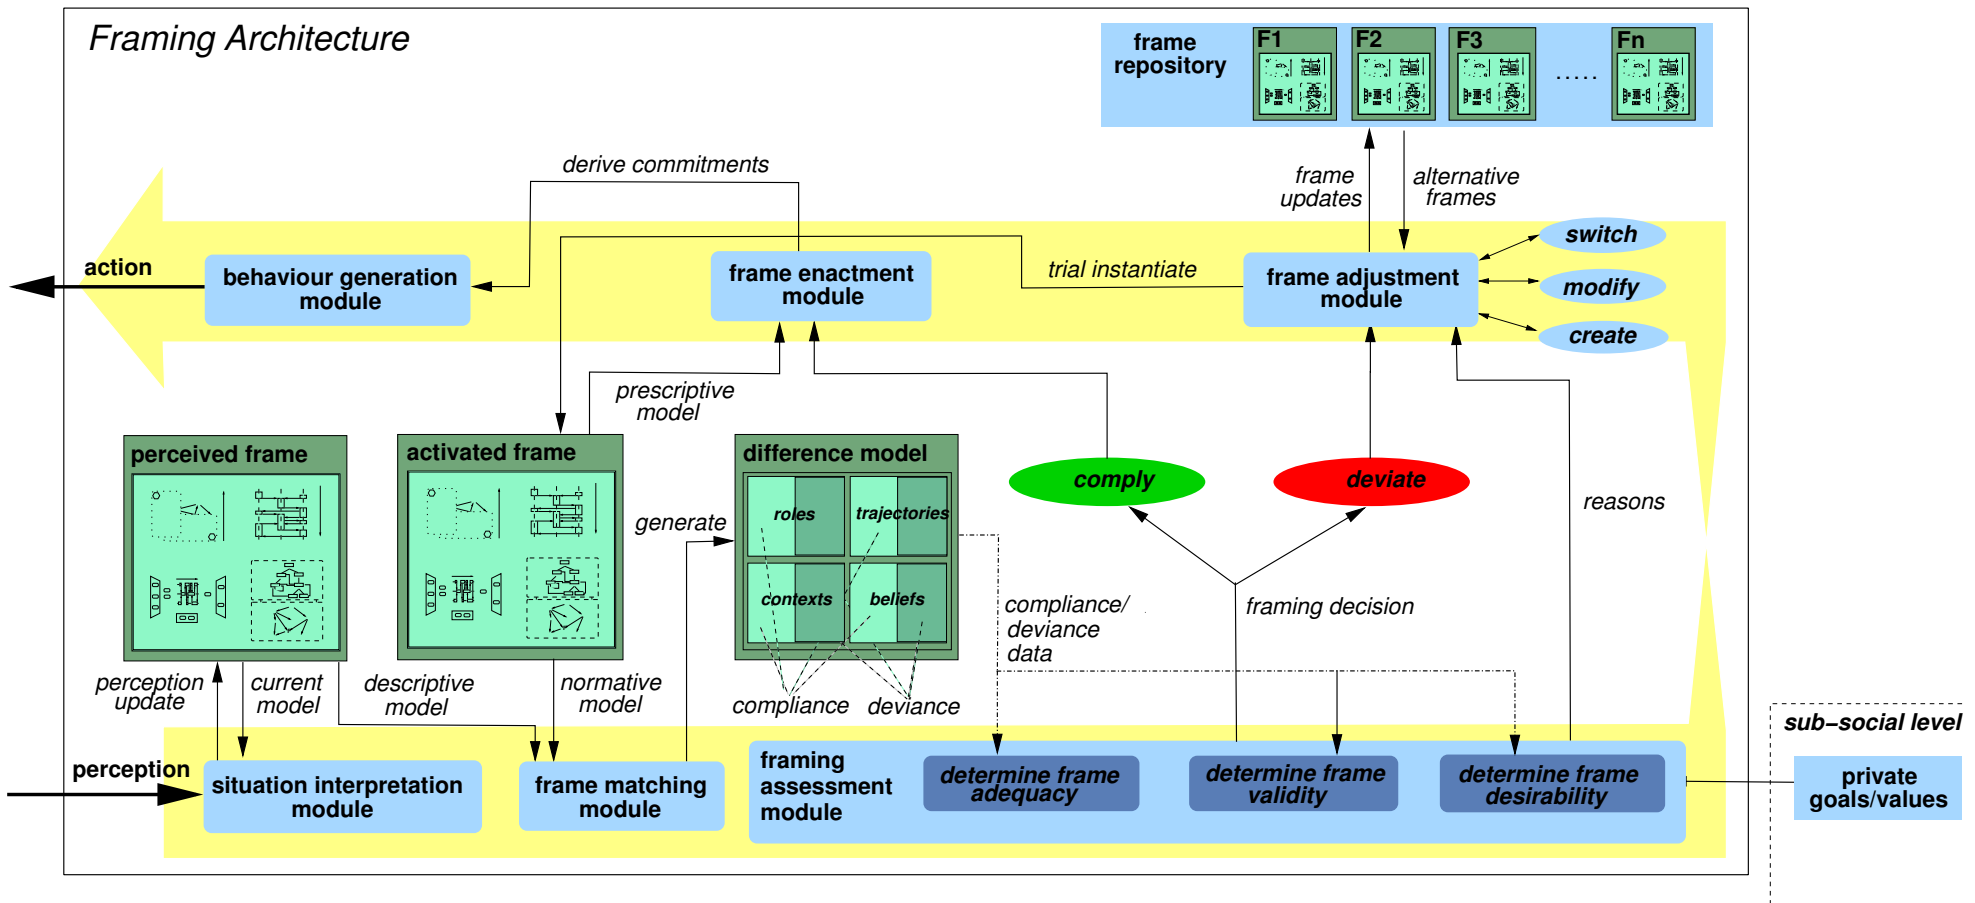 Framing Architecture
frame
repository
F1
F2
F3
.....
Fn
derive commitments
frame
updates
alternative
frames
switch
action
behaviour generation
module
frame enactment
module
trial instantiate
frame adjustment
module
modify
create
prescriptive
model
perceived frame
activated frame
difference model
comply
deviate
reasons
generate
roles
trajectories
contexts
beliefs
compliance/
deviance
data
framing decision
perception
update
current
model
descriptive
model
normative
model
compliance
deviance
sub-social level
perception
situation interpretation
module
frame matching
module
framing
assessment
module
determine frame
adequacy
determine frame
validity
determine frame
desirability
private
goals/values